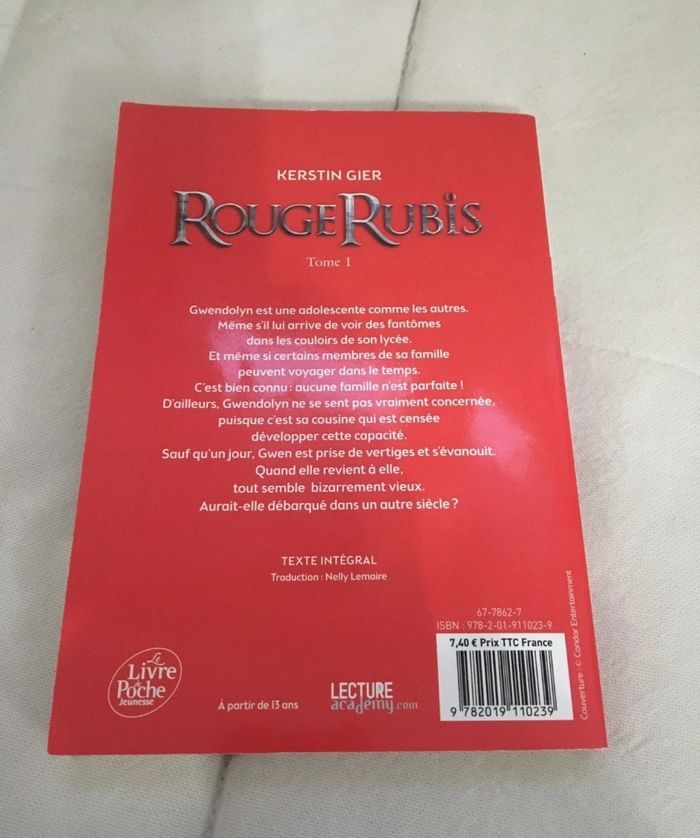 KERSTIN GIER
ROUGE RUBIS
Tome 1
Gwendolyn est une adolescente comme les autres.
Même s'il lui arrive de voir des fantômes
dans les couloirs de son lycée.
Et même si certains membres de sa famille
peuvent voyager dans le temps.
C'est bien connu : aucune famille n'est parfaite !
D'ailleurs, Gwendolyn ne se sent pas vraiment concernée,
puisque c'est sa cousine qui est censée
développer cette capacité.
Sauf qu'un jour, Gwen est prise de vertiges et s'évanouit.
Quand elle revient à elle,
tout semble bizarrement vieux.
Aurait-elle débarqué dans un autre siècle ?
TEXTE INTÉGRAL
Traduction : Nelly Lemaire
67-7862-7
ISBN : 978-2-01-911023-9
7,40 € Prix TTC France
9 782019 110239
Couverture : © Condor Entertainment
Le
Livre
de
Poche
Jeunesse
À partir de 13 ans
LECTURE
academy.com